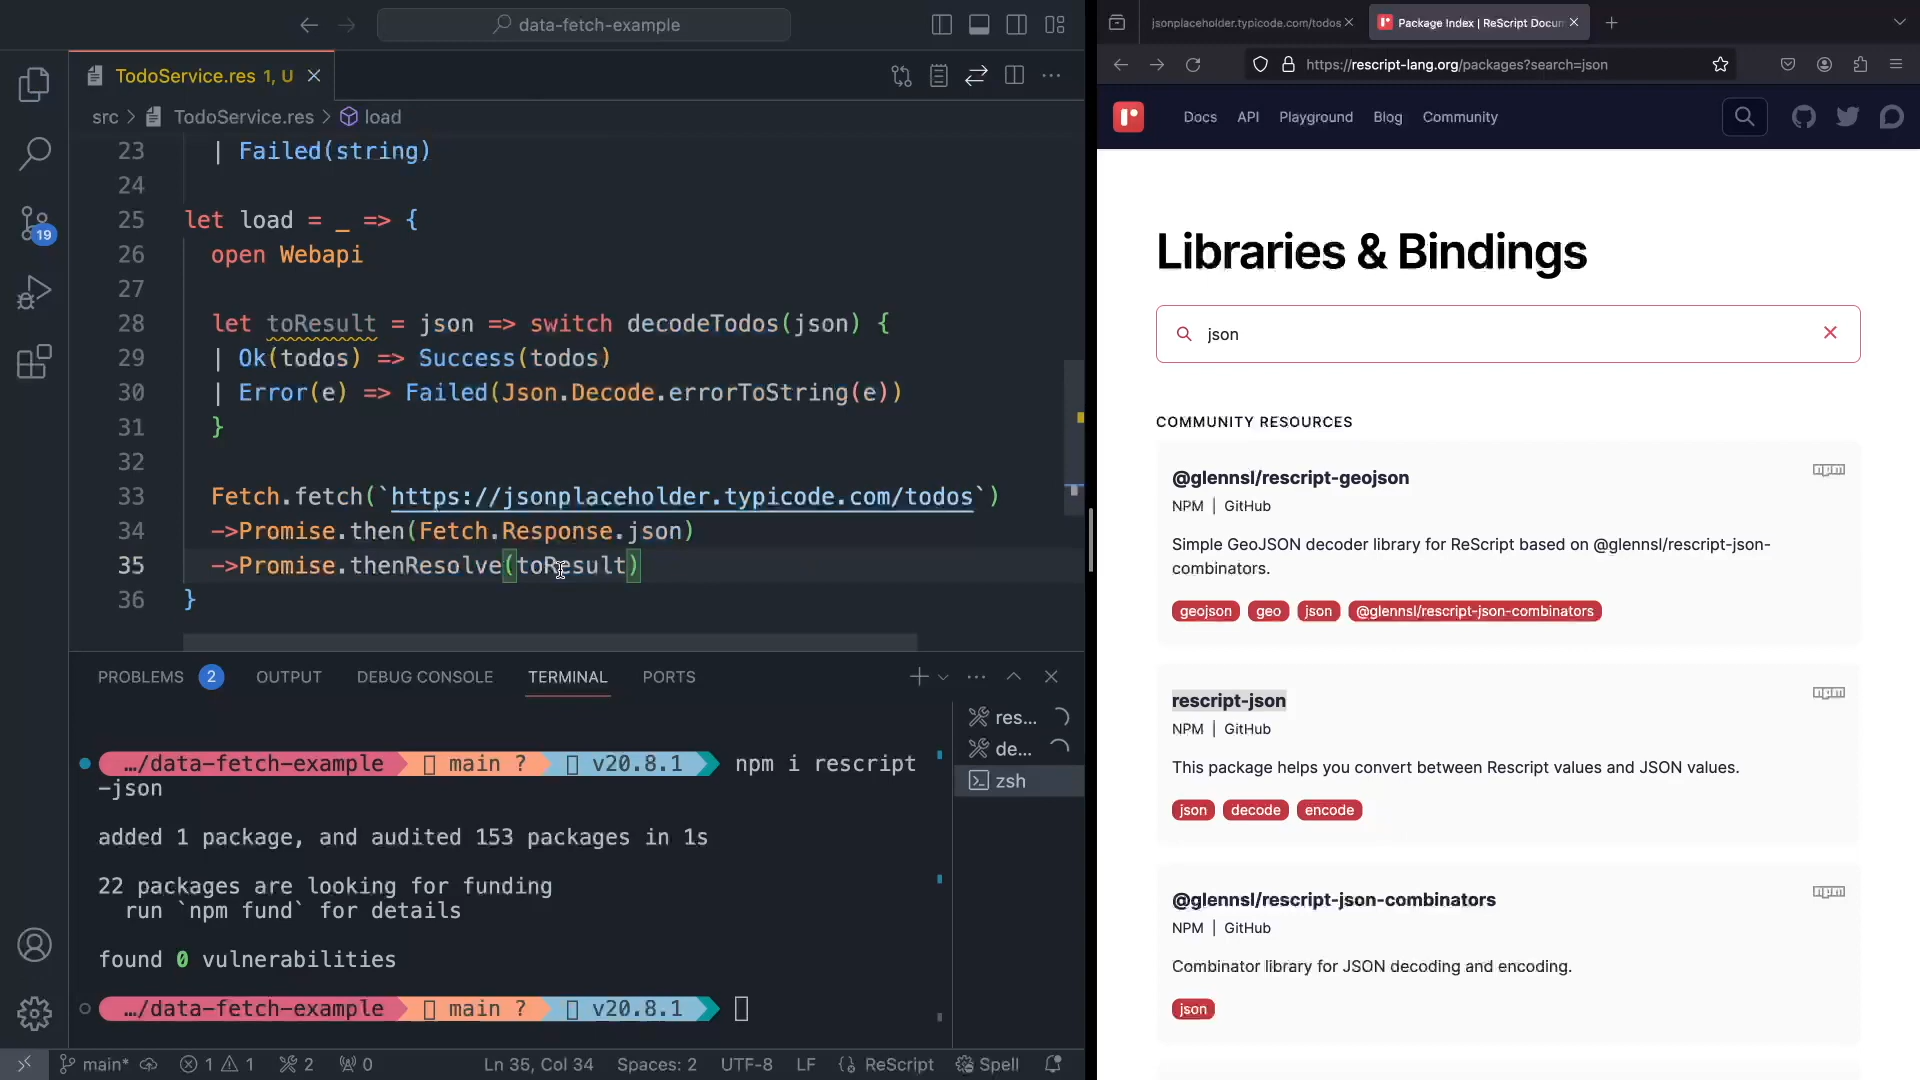 data-fetch-example
TodoService.res 1, U
src > TodoService.res > load
23 | Failed(string)
24
25 let load = _ => {
26 open Webapi
27
28 let toResult = json => switch decodeTodos(json) {
29 | Ok(todos) => Success(todos)
30 | Error(e) => Failed(Json.Decode.errorToString(e))
31 }
32
33 Fetch.fetch(`https://jsonplaceholder.typicode.com/todos`)
34 ->Promise.then(Fetch.Response.json)
35 ->Promise.thenResolve(toResult)
36 }
19
PROBLEMS 2 OUTPUT DEBUG CONSOLE TERMINAL PORTS
…/data-fetch-example main ? v20.8.1 npm i rescript
-json
added 1 package, and audited 153 packages in 1s
22 packages are looking for funding
run `npm fund` for details
found 0 vulnerabilities
…/data-fetch-example main ? v20.8.1
res...
de...
zsh
main* 1 1 2 0 Ln 35, Col 34 Spaces: 2 UTF-8 LF {} ReScript Spell
jsonplaceholder.typicode.com/todos
Package Index | ReScript Docum
https://rescript-lang.org/packages?search=json
Docs API Playground Blog Community
Libraries & Bindings
json
COMMUNITY RESOURCES
@glennsl/rescript-geojson
npm
NPM | GitHub
Simple GeoJSON decoder library for ReScript based on @glennsl/rescript-json-
combinators.
geojson geo json @glennsl/rescript-json-combinators
rescript-json
npm
NPM | GitHub
This package helps you convert between Rescript values and JSON values.
json decode encode
@glennsl/rescript-json-combinators
npm
NPM | GitHub
Combinator library for JSON decoding and encoding.
json